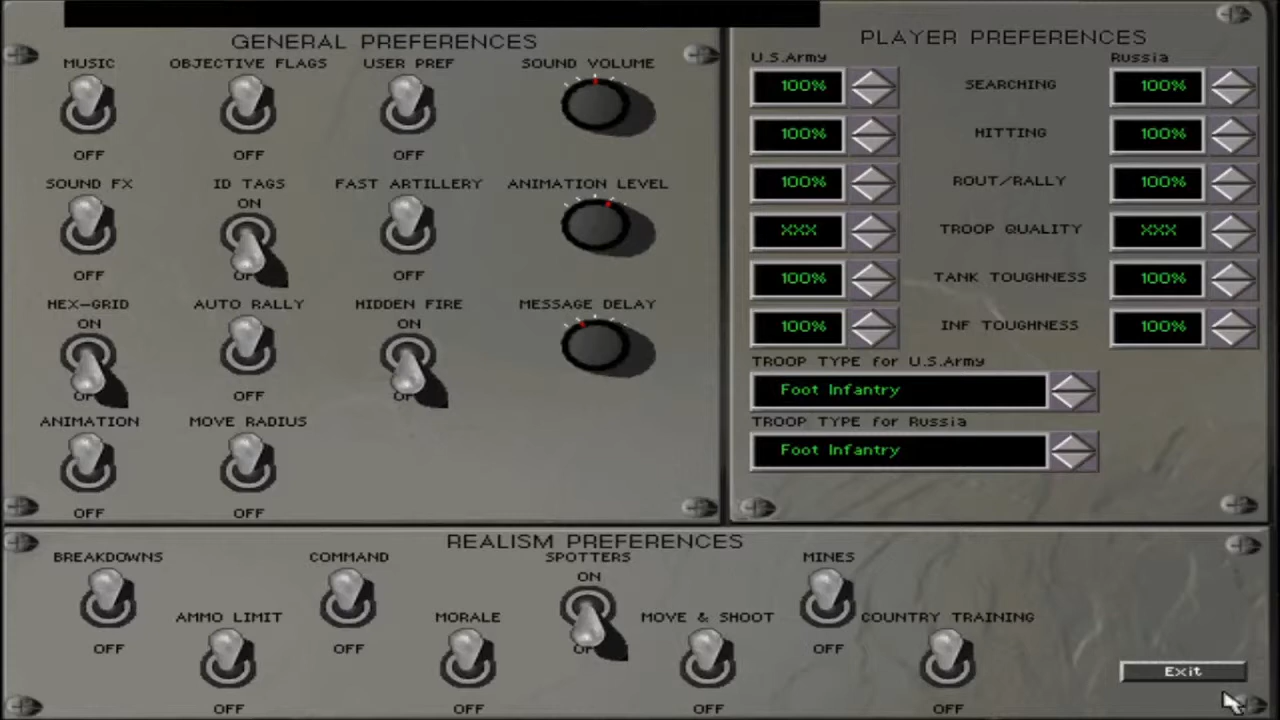 GENERAL PREFERENCES
MUSIC OBJECTIVE FLAGS USER PREF SOUND VOLUME
OFF OFF OFF
SOUND FX ID TAGS FAST ARTILLERY ANIMATION LEVEL
ON
OFF OFF
HEX-GRID AUTO RALLY HIDDEN FIRE MESSAGE DELAY
ON ON
OFF
ANIMATION MOVE RADIUS
OFF OFF
PLAYER PREFERENCES
U.S.Army Russia
100% SEARCHING 100%
100% HITTING 100%
100% ROUT/RALLY 100%
XXX TROOP QUALITY XXX
100% TANK TOUGHNESS 100%
100% INF TOUGHNESS 100%
TROOP TYPE for U.S.Army
Foot Infantry
TROOP TYPE for Russia
Foot Infantry
REALISM PREFERENCES
BREAKDOWNS COMMAND SPOTTERS MINES
ON
AMMO LIMIT MORALE MOVE & SHOOT COUNTRY TRAINING
OFF OFF OFF
Exit
OFF OFF OFF OFF